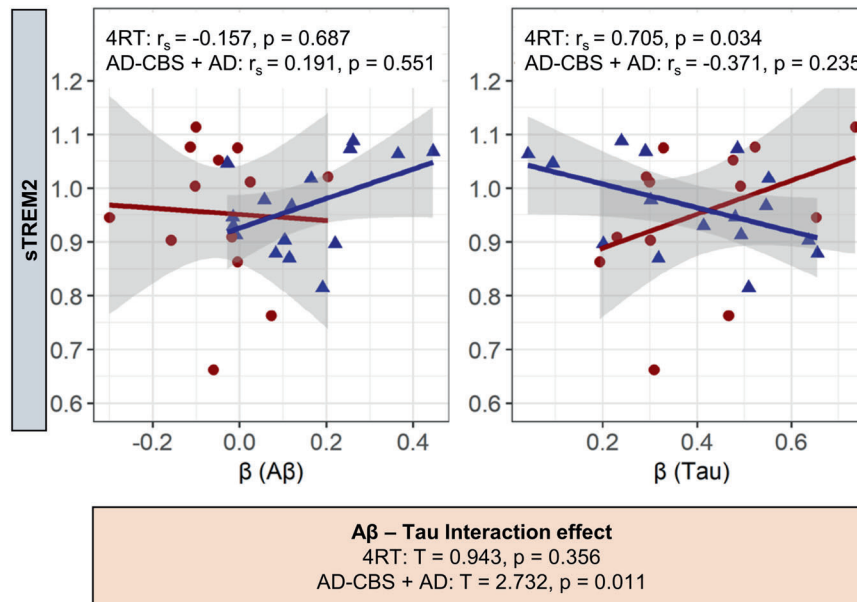 4RT: rs = -0.157, p = 0.687
AD-CBS + AD: rs = 0.191, p = 0.551
4RT: rs = 0.705, p = 0.034
AD-CBS + AD: rs = -0.371, p = 0.235
sTREM2
1.2
1.1
1.0
0.9
0.8
0.7
0.6
1.2
1.1
1.0
0.9
0.8
0.7
0.6
-0.2 0.0 0.2 0.4
0.2 0.4 0.6
β (Aβ)
β (Tau)
Aβ – Tau Interaction effect
4RT: T = 0.943, p = 0.356
AD-CBS + AD: T = 2.732, p = 0.011